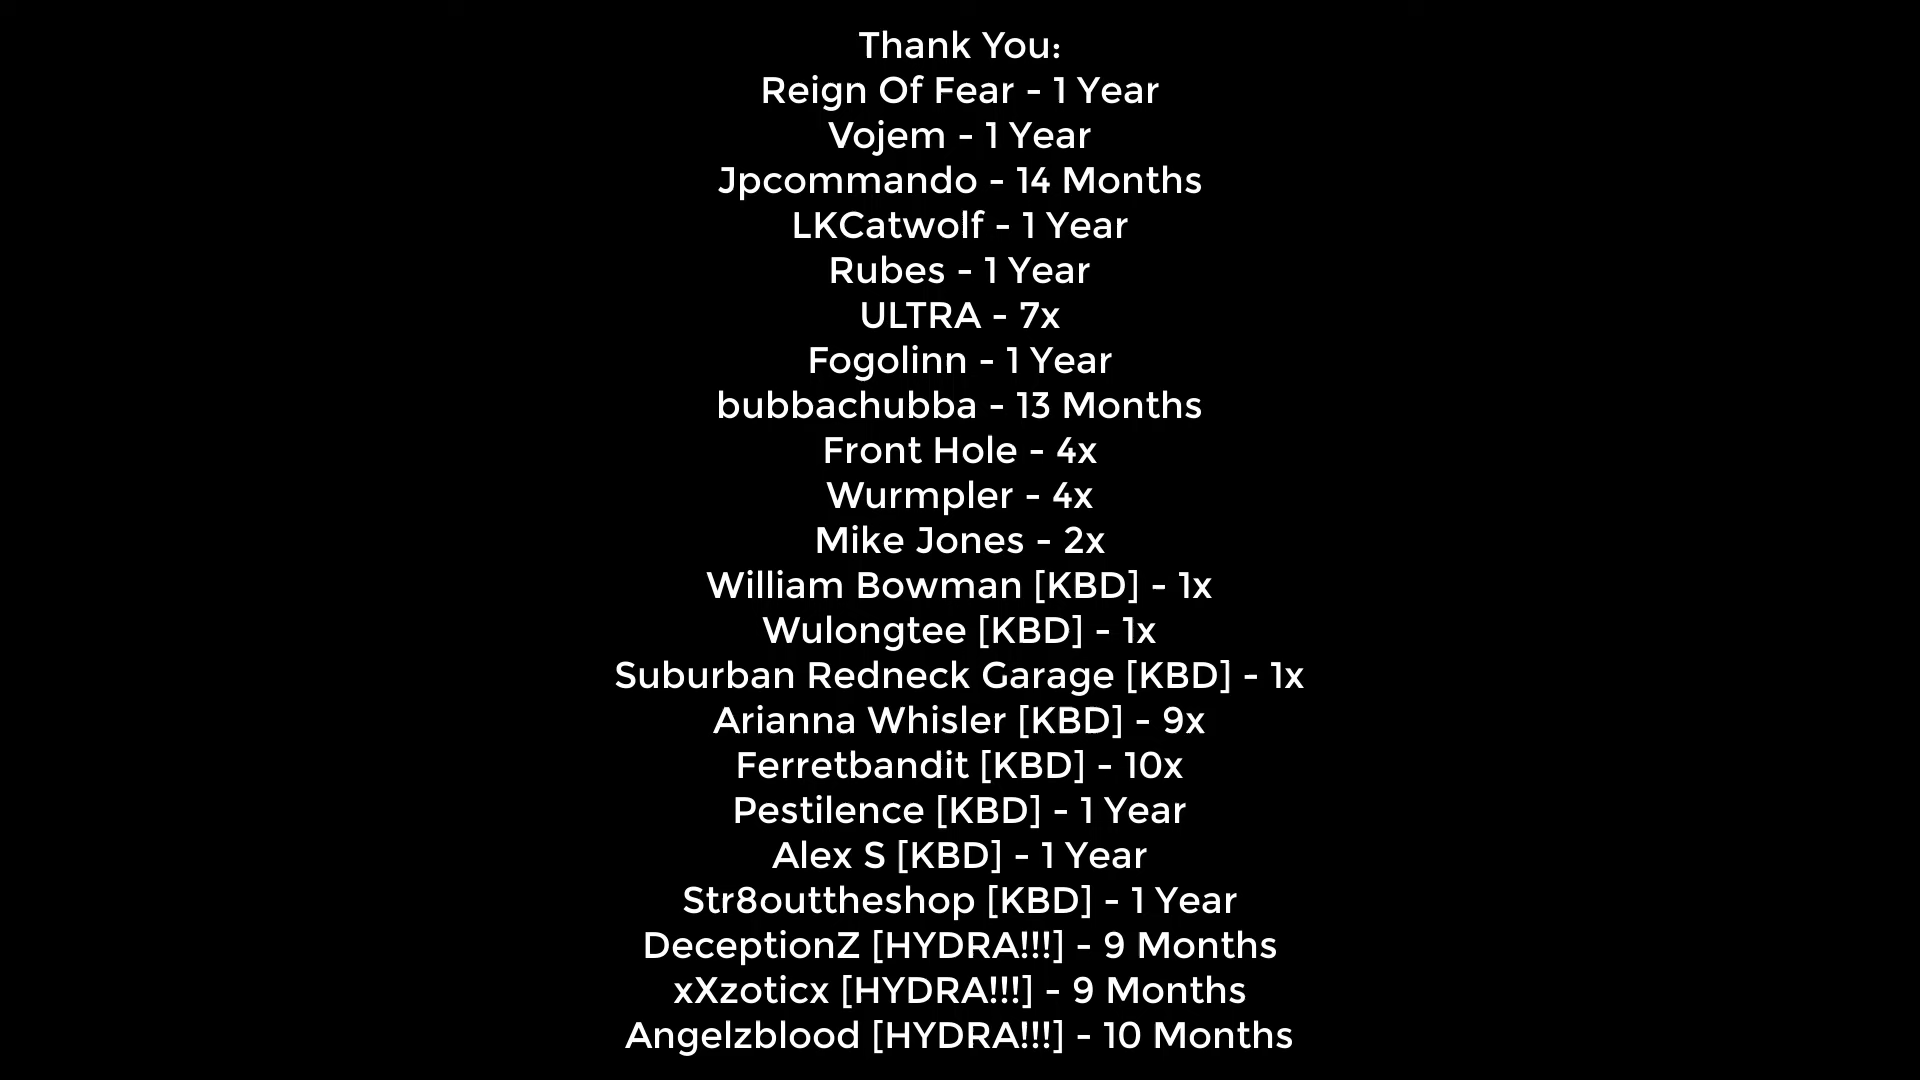 Thank You:
Reign Of Fear - 1 Year
Vojem - 1 Year
Jpcommando - 14 Months
LKCatwolf - 1 Year
Rubes - 1 Year
ULTRA - 7x
Fogolinn - 1 Year
bubbachubba - 13 Months
Front Hole - 4x
Wurmpler - 4x
Mike Jones - 2x
William Bowman [KBD] - 1x
Wulongtee [KBD] - 1x
Suburban Redneck Garage [KBD] - 1x
Arianna Whisler [KBD] - 9x
Ferretbandit [KBD] - 10x
Pestilence [KBD] - 1 Year
Alex S [KBD] - 1 Year
Str8outtheshop [KBD] - 1 Year
DeceptionZ [HYDRA!!!] - 9 Months
xXzoticx [HYDRA!!!] - 9 Months
Angelzblood [HYDRA!!!] - 10 Months